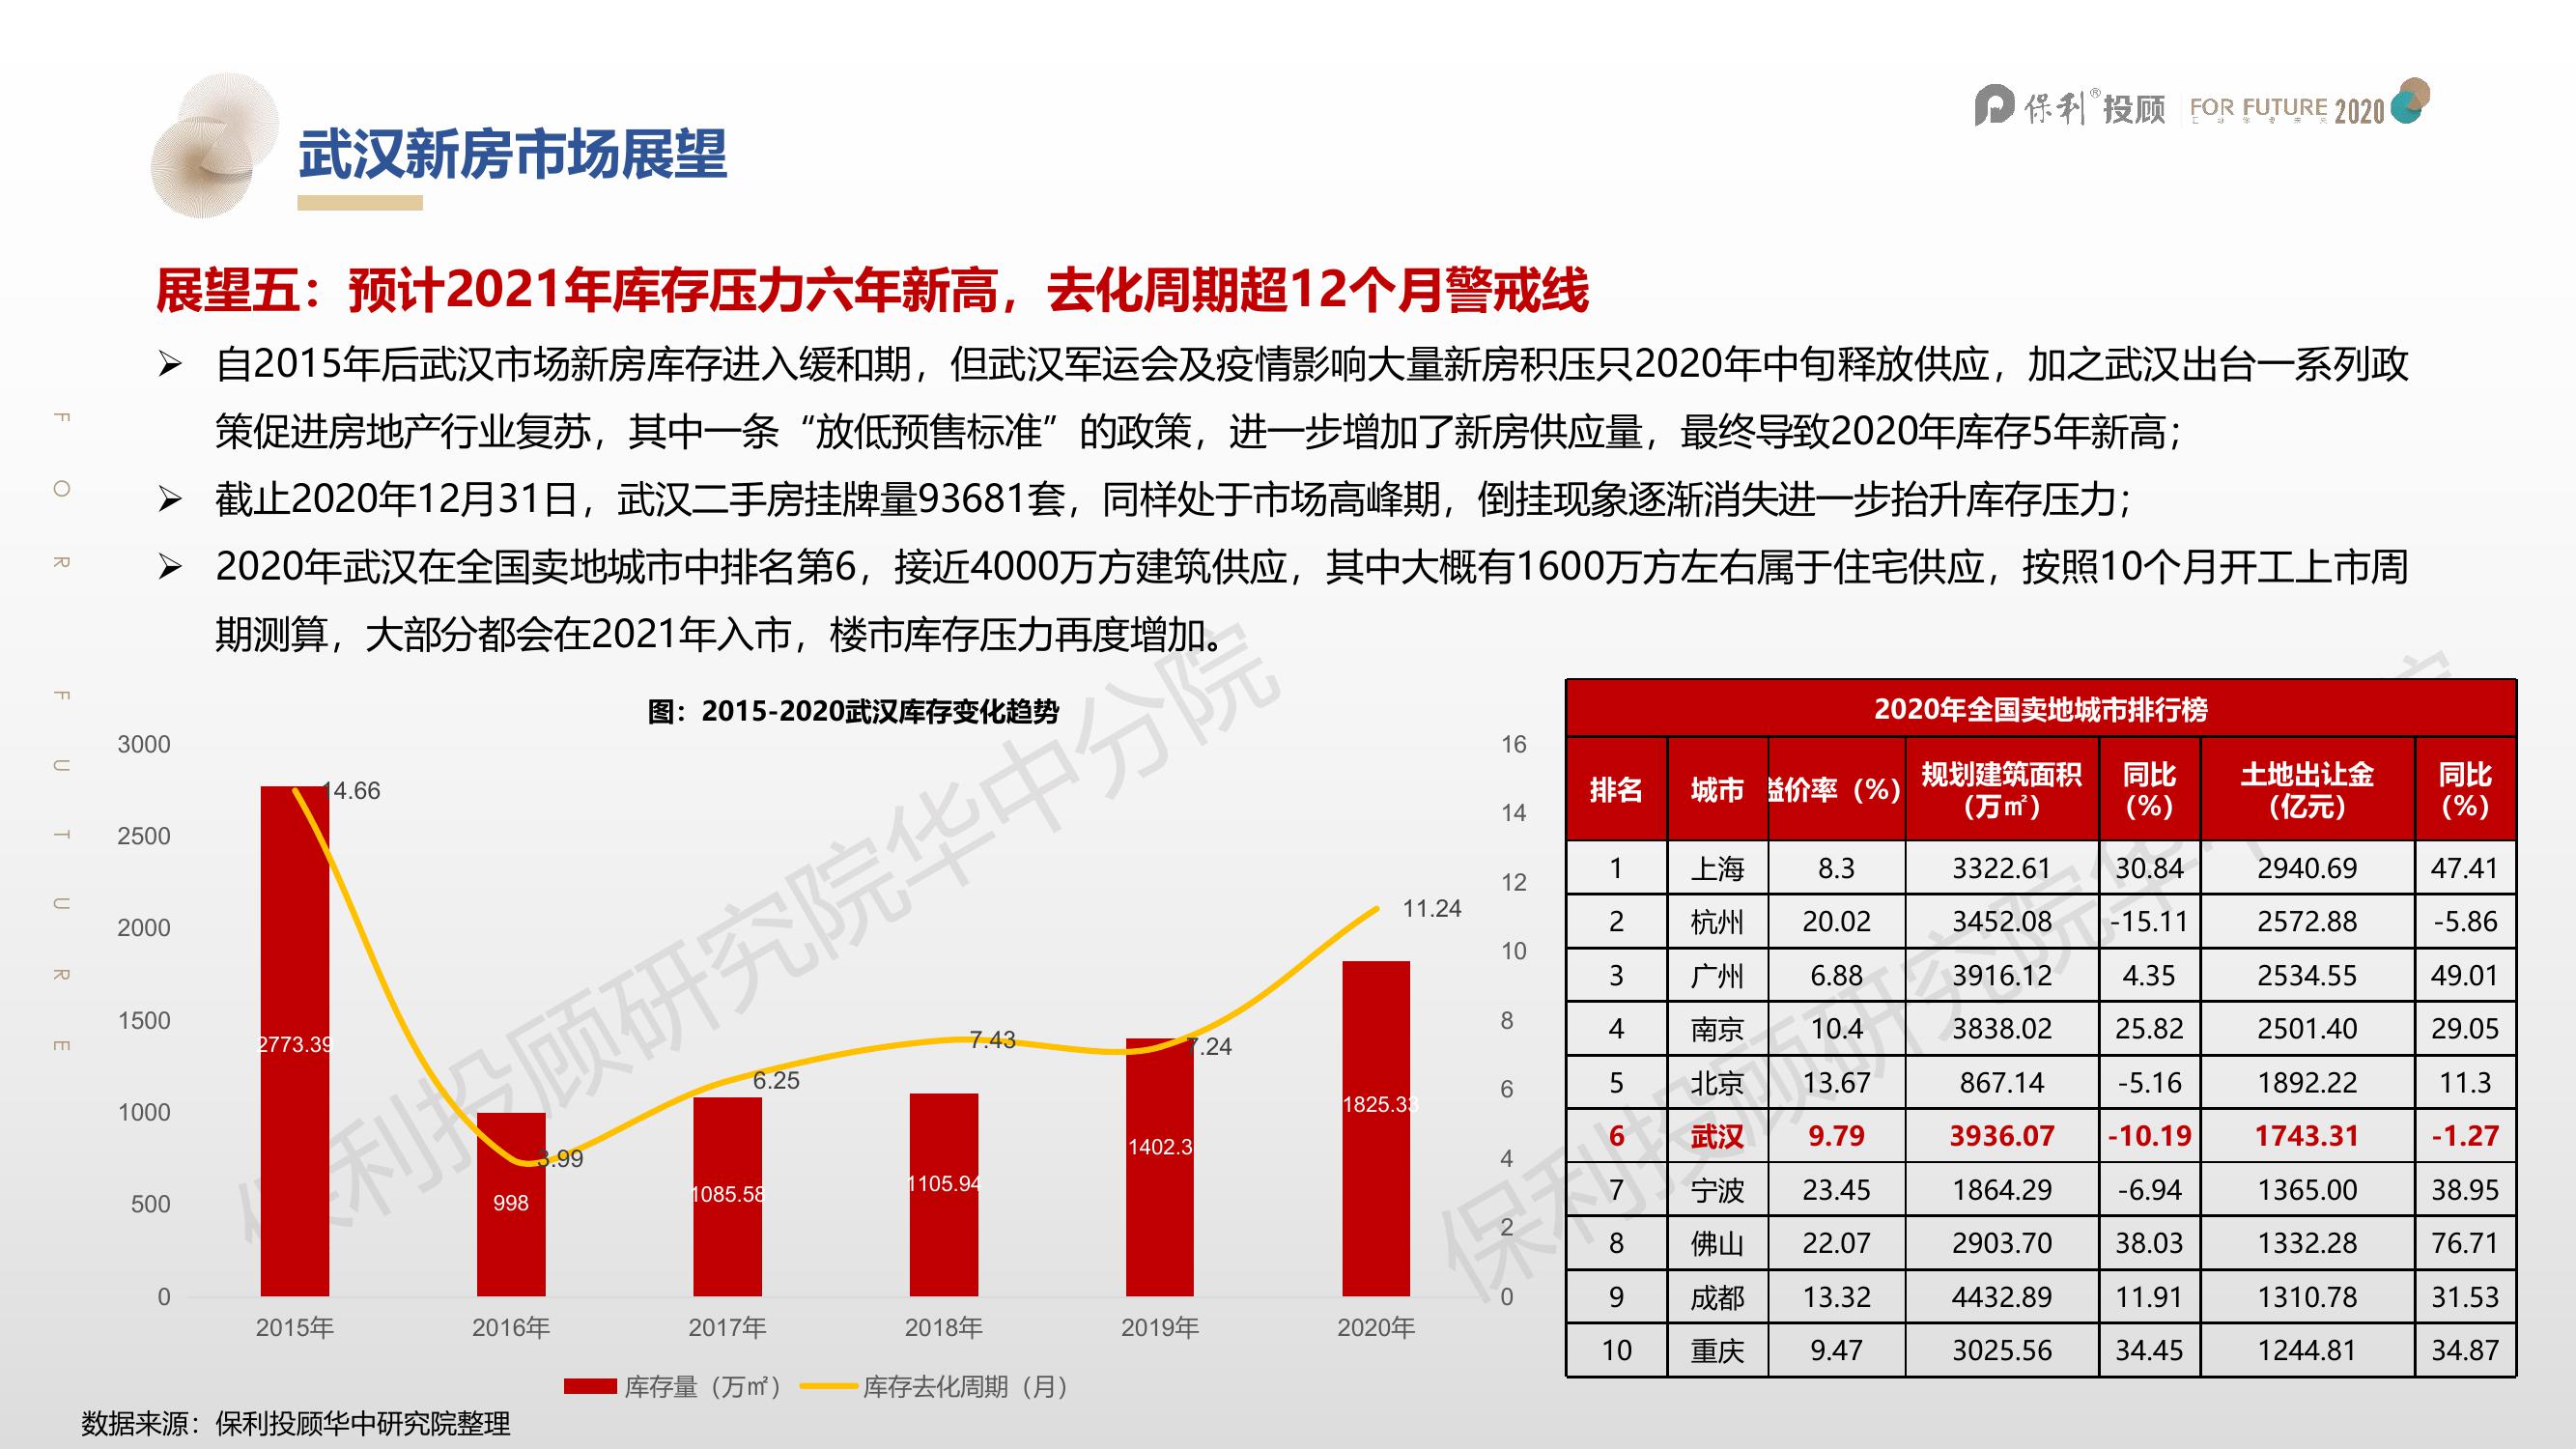 保利®投顾 FOR FUTURE 2020
武汉新房市场展望
展望五：预计2021年库存压力六年新高，去化周期超12个月警戒线
➢ 自2015年后武汉市场新房库存进入缓和期，但武汉军运会及疫情影响大量新房积压只2020年中旬释放供应，加之武汉出台一系列政
策促进房地产行业复苏，其中一条“放低预售标准”的政策，进一步增加了新房供应量，最终导致2020年库存5年新高；
➢ 截止2020年12月31日，武汉二手房挂牌量93681套，同样处于市场高峰期，倒挂现象逐渐消失进一步抬升库存压力；
➢ 2020年武汉在全国卖地城市中排名第6，接近4000万方建筑供应，其中大概有1600万方左右属于住宅供应，按照10个月开工上市周
期测算，大部分都会在2021年入市，楼市库存压力再度增加。
FOR FUTURE
图：2015-2020武汉库存变化趋势
3000
2500
2000
1500
1000
500
0
16
14
12
10
8
6
4
2
0
14.66
3.99
6.25
7.43
7.24
11.24
2773.39
998
1085.58
1105.94
1402.3
1825.33
2015年 2016年 2017年 2018年 2019年 2020年
库存量（万㎡） 库存去化周期（月）
2020年全国卖地城市排行榜
排名 城市 溢价率（%） 规划建筑面积（万㎡） 同比（%） 土地出让金（亿元） 同比（%）
1 上海 8.3 3322.61 30.84 2940.69 47.41
2 杭州 20.02 3452.08 -15.11 2572.88 -5.86
3 广州 6.88 3916.12 4.35 2534.55 49.01
4 南京 10.4 3838.02 25.82 2501.40 29.05
5 北京 13.67 867.14 -5.16 1892.22 11.3
6 武汉 9.79 3936.07 -10.19 1743.31 -1.27
7 宁波 23.45 1864.29 -6.94 1365.00 38.95
8 佛山 22.07 2903.70 38.03 1332.28 76.71
9 成都 13.32 4432.89 11.91 1310.78 31.53
10 重庆 9.47 3025.56 34.45 1244.81 34.87
数据来源：保利投顾华中研究院整理
保利投顾研究院华中分院
保利投顾研究院华中